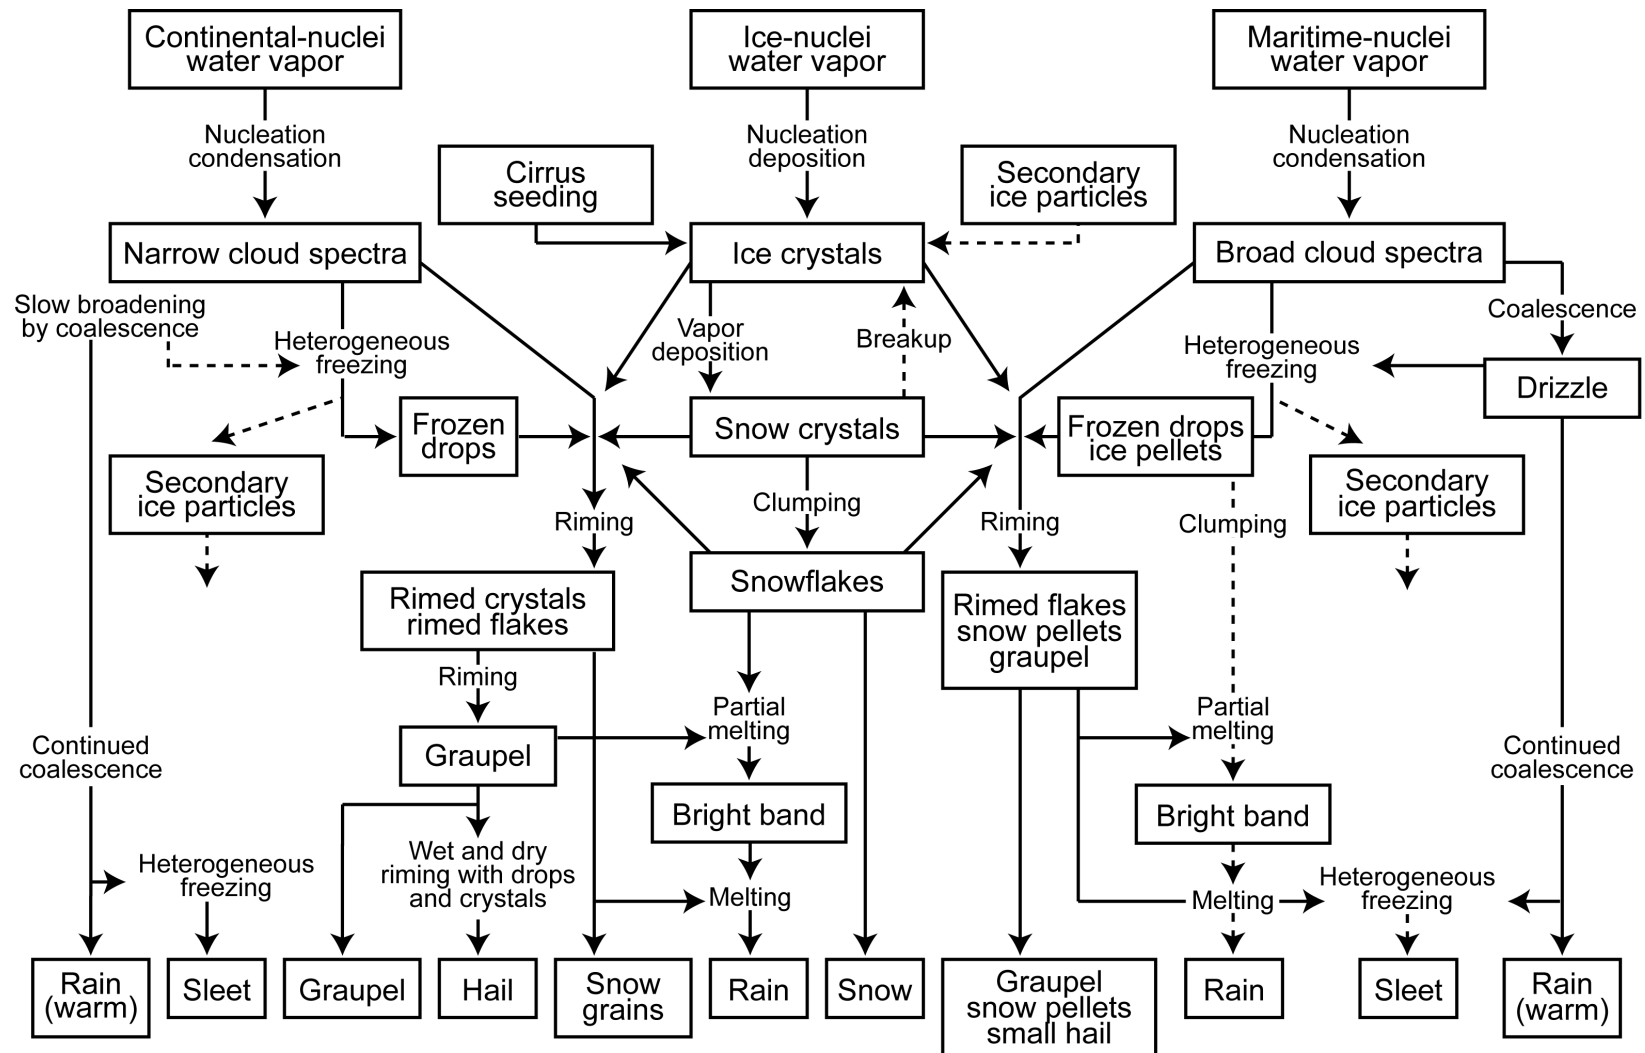 Continental-nuclei
water vapor
Ice-nuclei
water vapor
Maritime-nuclei
water vapor
Nucleation
condensation
Nucleation
deposition
Nucleation
condensation
Cirrus
seeding
Secondary
ice particles
Narrow cloud spectra
Ice crystals
Broad cloud spectra
Slow broadening
by coalescence
Heterogeneous
freezing
Vapor
deposition
Breakup
Heterogeneous
freezing
Coalescence
Drizzle
Frozen
drops
Snow crystals
Frozen drops
ice pellets
Secondary
ice particles
Clumping
Secondary
ice particles
Riming
Riming
Clumping
Snowflakes
Rimed crystals
rimed flakes
Rimed flakes
snow pellets
graupel
Riming
Partial
melting
Partial
melting
Continued
coalescence
Graupel
Continued
coalescence
Bright band
Bright band
Heterogeneous
freezing
Wet and dry
riming with drops
and crystals
Melting
Melting
Heterogeneous
freezing
Rain
(warm)
Sleet
Graupel
Hail
Snow
grains
Rain
Snow
Graupel
snow pellets
small hail
Rain
Sleet
Rain
(warm)